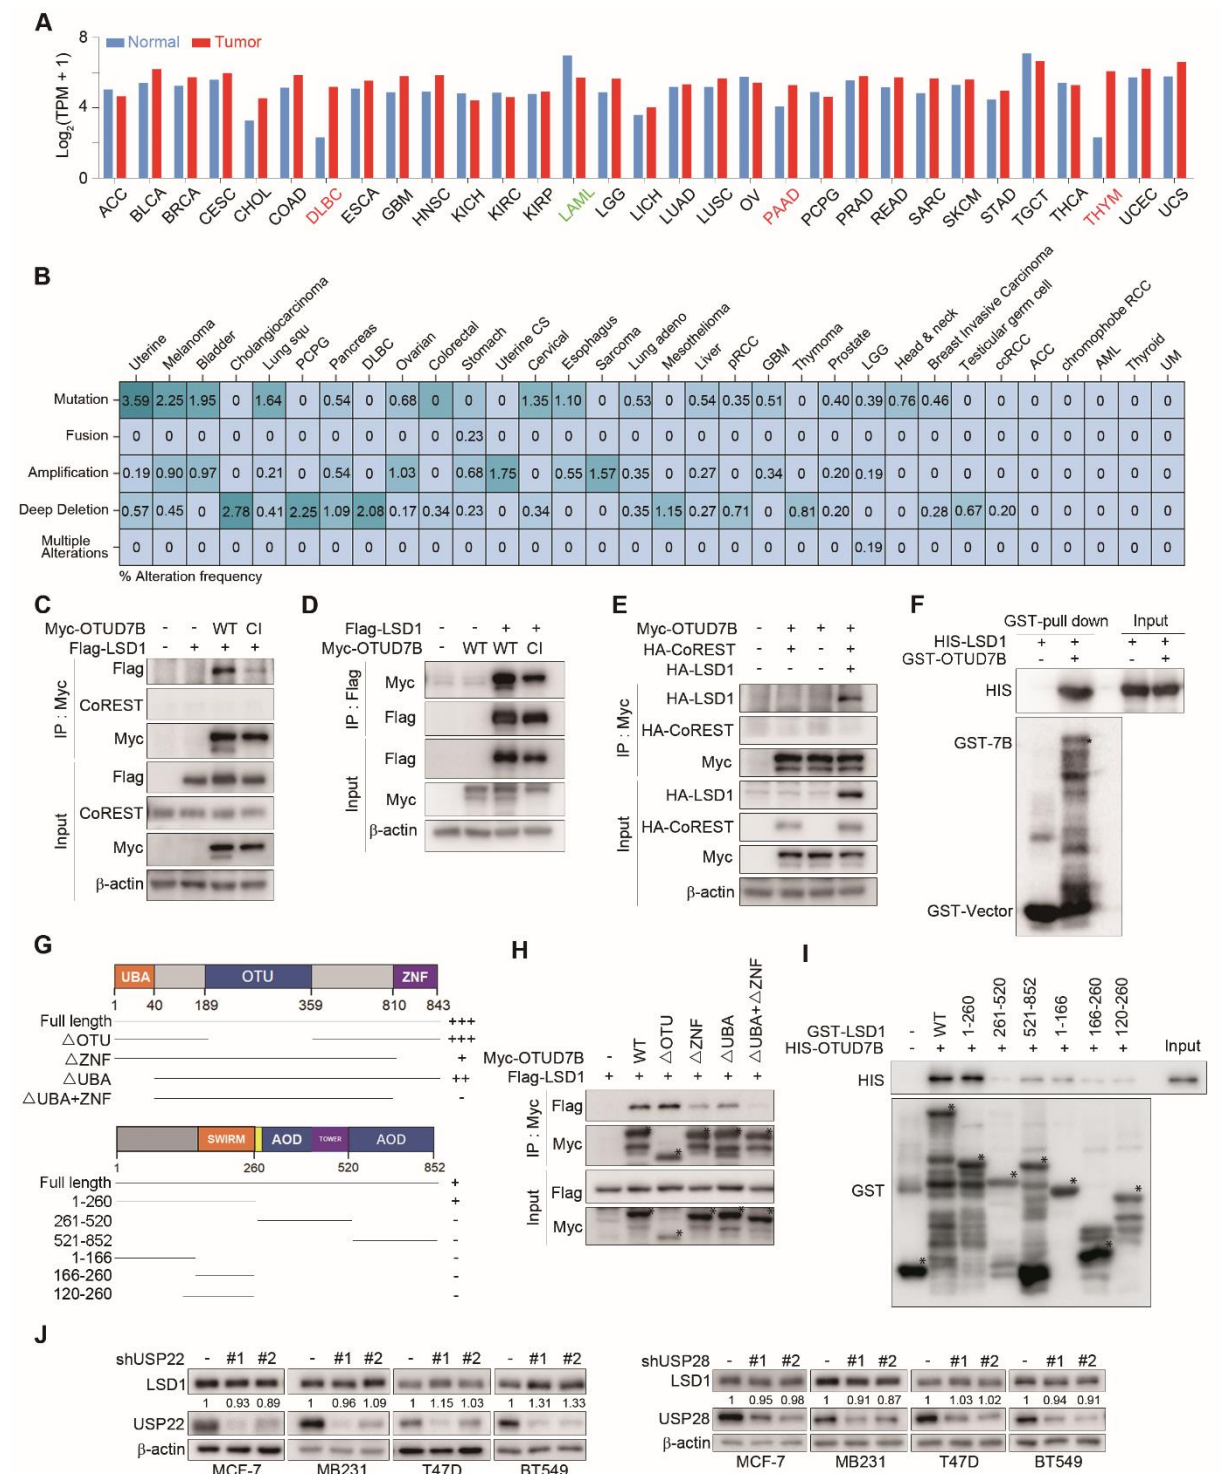 A
Log2(TPM + 1)
Normal Tumor
8
4
0
ACC BLCA BRCA CESC CHOL COAD DLBC ESCA GBM HNSC KICH KIRC KIRP LAML LGG LICH LUAD LUSC OV PAAD PCPG PRAD READ SARC SKCM STAD TGCT THCA THYM UCEC UCS
B
Uterine Melanoma Bladder Cholangiocarcinoma Lung squ PCPG Pancreas DLBC Ovarian Colorectal Stomach Uterine CS Cervical Esophagus Sarcoma Lung adeno Mesothelioma Liver pRCC GBM Thymoma Prostate LGG Head & neck Breast Invasive Carcinoma Testicular germ cell ccRCC ACC chromophobe RCC AML Thyroid UM
Mutation 3.59 2.25 1.95 0 1.64 0 0.54 0 0.68 0 0 0 1.35 1.10 0 0.53 0 0.54 0.35 0.51 0 0.40 0.39 0.76 0.46 0 0 0 0 0 0 0
Fusion 0 0 0 0 0 0 0 0 0 0 0.23 0 0 0 0 0 0 0 0 0 0 0 0 0 0 0 0 0 0 0 0 0
Amplification 0.19 0.90 0.97 0 0.21 0 0.54 0 1.03 0 0.68 1.75 0 0.55 1.57 0.35 0 0.27 0 0.34 0 0.20 0.19 0 0 0 0 0 0 0 0 0
Deep Deletion 0.57 0.45 0 2.78 0.41 2.25 1.09 2.08 0.17 0.34 0.23 0 0.34 0 0 0.35 1.15 0.27 0.71 0 0.81 0.20 0 0 0.28 0.67 0.20 0 0 0 0 0
Multiple
Alterations 0 0 0 0 0 0 0 0 0 0 0 0 0 0 0 0 0 0 0 0 0 0 0.19 0 0 0 0 0 0 0 0 0
% Alteration frequency
C
Myc-OTUD7B - - WT CI
Flag-LSD1 - + + +
IP : Myc
Flag
CoREST
Myc
Input
Flag
CoREST
Myc
β-actin
D
Flag-LSD1 - - + +
Myc-OTUD7B - WT WT CI
IP : Flag
Myc
Flag
Input
Flag
Myc
β-actin
E
Myc-OTUD7B - + + +
HA-CoREST - + - +
HA-LSD1 - - - +
IP : Myc
HA-LSD1
HA-CoREST
Myc
Input
HA-LSD1
HA-CoREST
Myc
β-actin
F
GST-pull down Input
HIS-LSD1 + + + +
GST-OTUD7B - + - +
HIS
GST-7B *
GST-Vector
G
UBA OTU ZNF
1 40 189 359 810 843
Full length +++
△OTU +++
△ZNF +
△UBA ++
△UBA+ZNF -
SWIRM AOD TOWER AOD
1 260 520 852
Full length +
1-260 +
261-520 -
521-852 -
1-166 -
166-260 -
120-260 -
H
Myc-OTUD7B - WT △OTU △ZNF △UBA △UBA+△ZNF
Flag-LSD1 + + + + + +
IP : Myc
Flag
Myc * * * * *
Input
Flag
Myc * * * * *
I
GST-LSD1 - WT 1-260 261-520 521-852 1-166 166-260 120-260
HIS-OTUD7B - + + + + + + + Input
HIS
GST * * * * * * * *
J
shUSP22 - #1 #2 - #1 #2 - #1 #2 - #1 #2
LSD1
1 0.93 0.89 1 0.96 1.09 1 1.15 1.03 1 1.31 1.33
USP22
β-actin
MCF-7 MB231 T47D BT549
shUSP28 - #1 #2 - #1 #2 - #1 #2 - #1 #2
LSD1
1 0.95 0.98 1 0.91 0.87 1 1.03 1.02 1 0.94 0.91
USP28
β-actin
MCF-7 MB231 T47D BT549